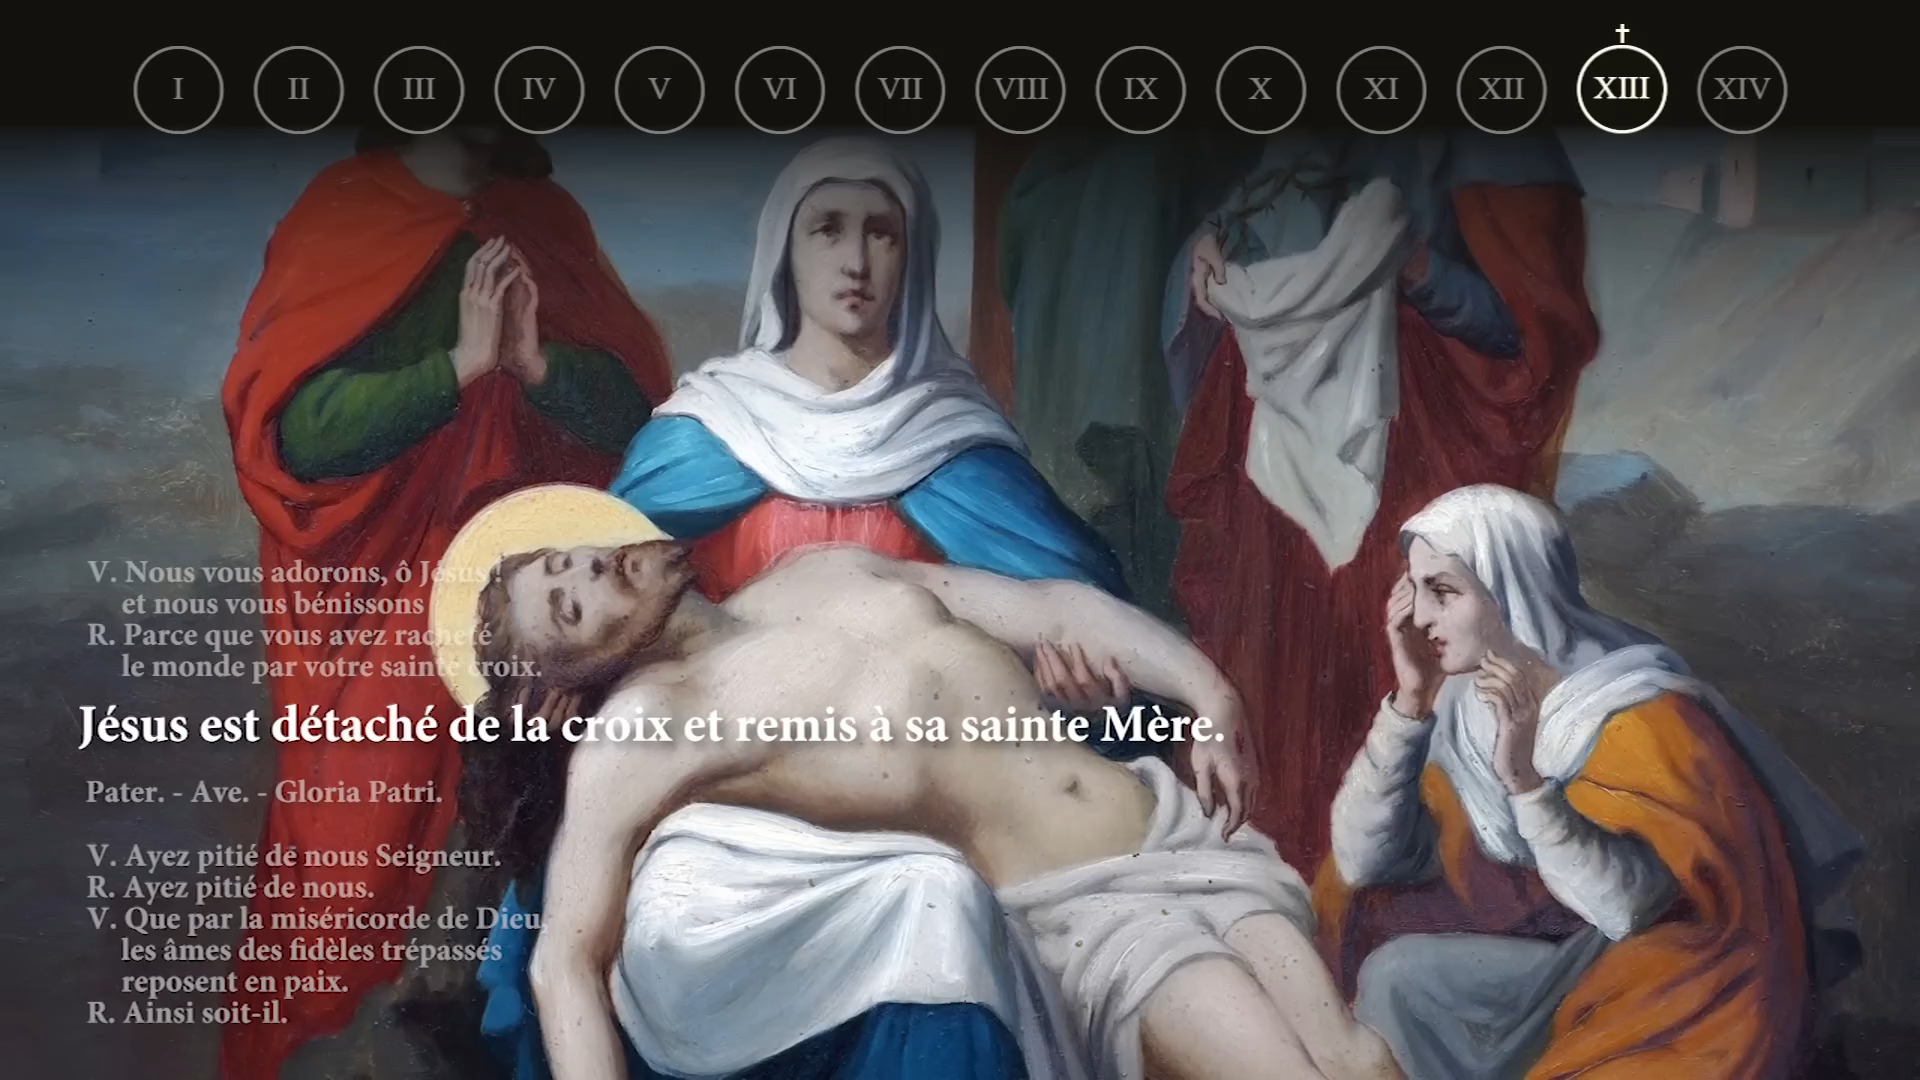 I II III IV V VI VII VIII IX X XI XII XIII XIV
V. Nous vous adorons, ô Jésus !
et nous vous bénissons
R. Parce que vous avez racheté
le monde par votre sainte croix.
Jésus est détaché de la croix et remis à sa sainte Mère.
Pater. - Ave. - Gloria Patri.
V. Ayez pitié de nous Seigneur.
R. Ayez pitié de nous.
V. Que par la miséricorde de Dieu,
les âmes des fidèles trépassés
reposent en paix.
R. Ainsi soit-il.